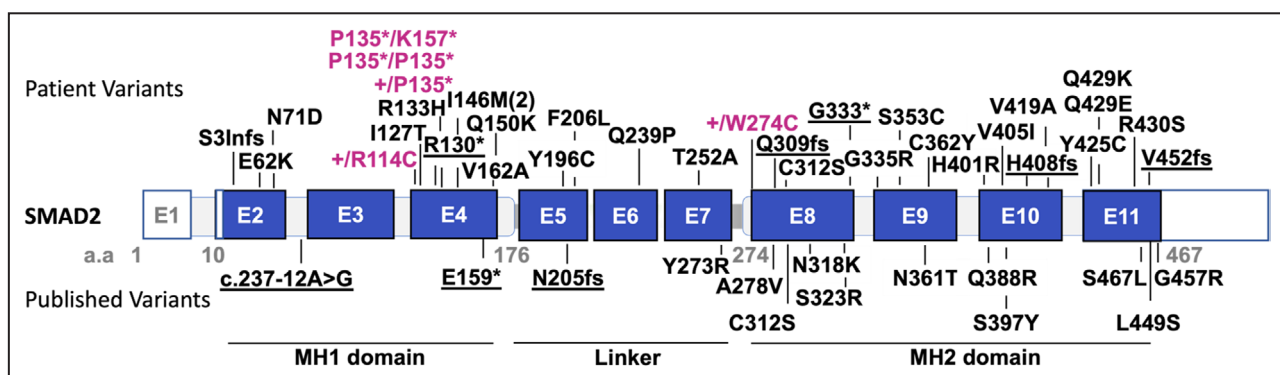 P135*/K157*
P135*/P135*
+/P135*
Patient Variants
Q429K
R133H I146M(2) V419A Q429E
N71D Q150K F206L G333* S353C
S3Infs I127T R130* Q239P +/W274C Q309fs C362Y V405I Y425C R430S
E62K +/R114C V162A Y196C T252A C312S G335R H401R H408fs V452fs
SMAD2 E1 E2 E3 E4 E5 E6 E7 E8 E9 E10 E11
a.a 1 10 176 274 467
c.237-12A>G E159* N205fs Y273R A278V N318K N361T Q388R S467L G457R
Published Variants S323R
C312S S397Y L449S
MH1 domain Linker MH2 domain